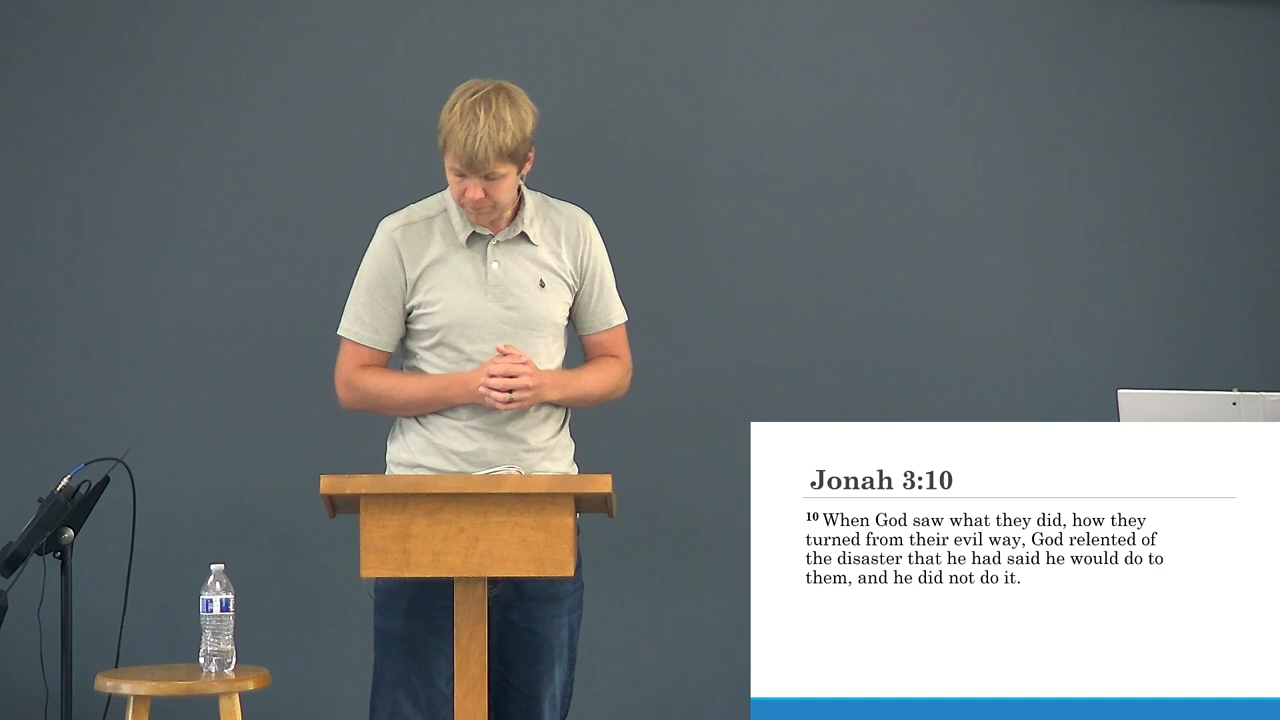 Jonah 3:10
10 When God saw what they did, how they
turned from their evil way, God relented of
the disaster that he had said he would do to
them, and he did not do it.